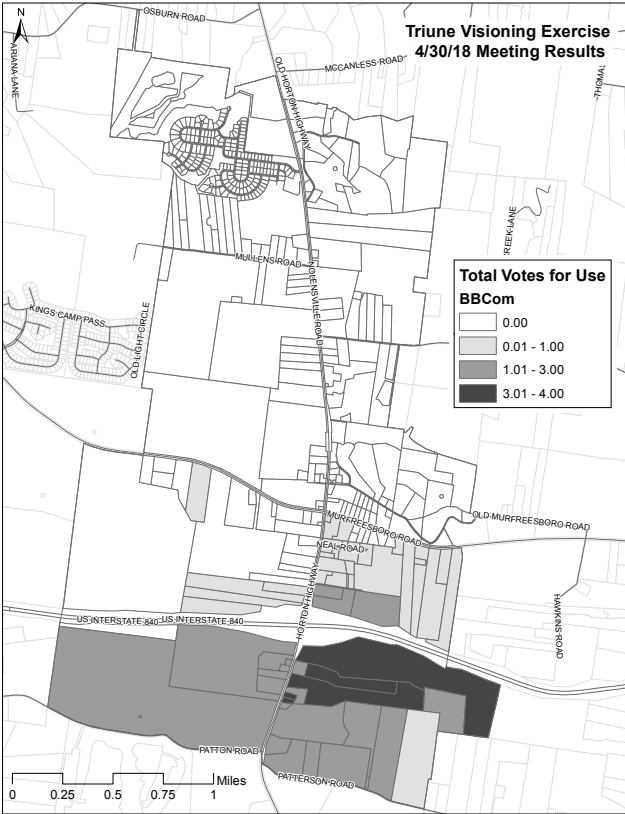 OSBURN ROAD
N
Triune Visioning Exercise
4/30/18 Meeting Results
ARIANA LANE
OLD HORTON HIGHWAY
MCCANLESS ROAD
THOMA
CREEK LANE
MULLENS ROAD
NOLENSVILLE ROAD
Total Votes for Use
BBCom
0.00
0.01 - 1.00
1.01 - 3.00
3.01 - 4.00
KINGS CAMP PASS
OLD LIGHT CIRCLE
MURFREESBORO ROAD
OLD MURFREESBORO ROAD
NEAL ROAD
HORTON HIGHWAY
HAWKINS ROAD
US INTERSTATE 840
US INTERSTATE 840
PATTON ROAD
PATTERSON ROAD
Miles
0 0.25 0.5 0.75 1